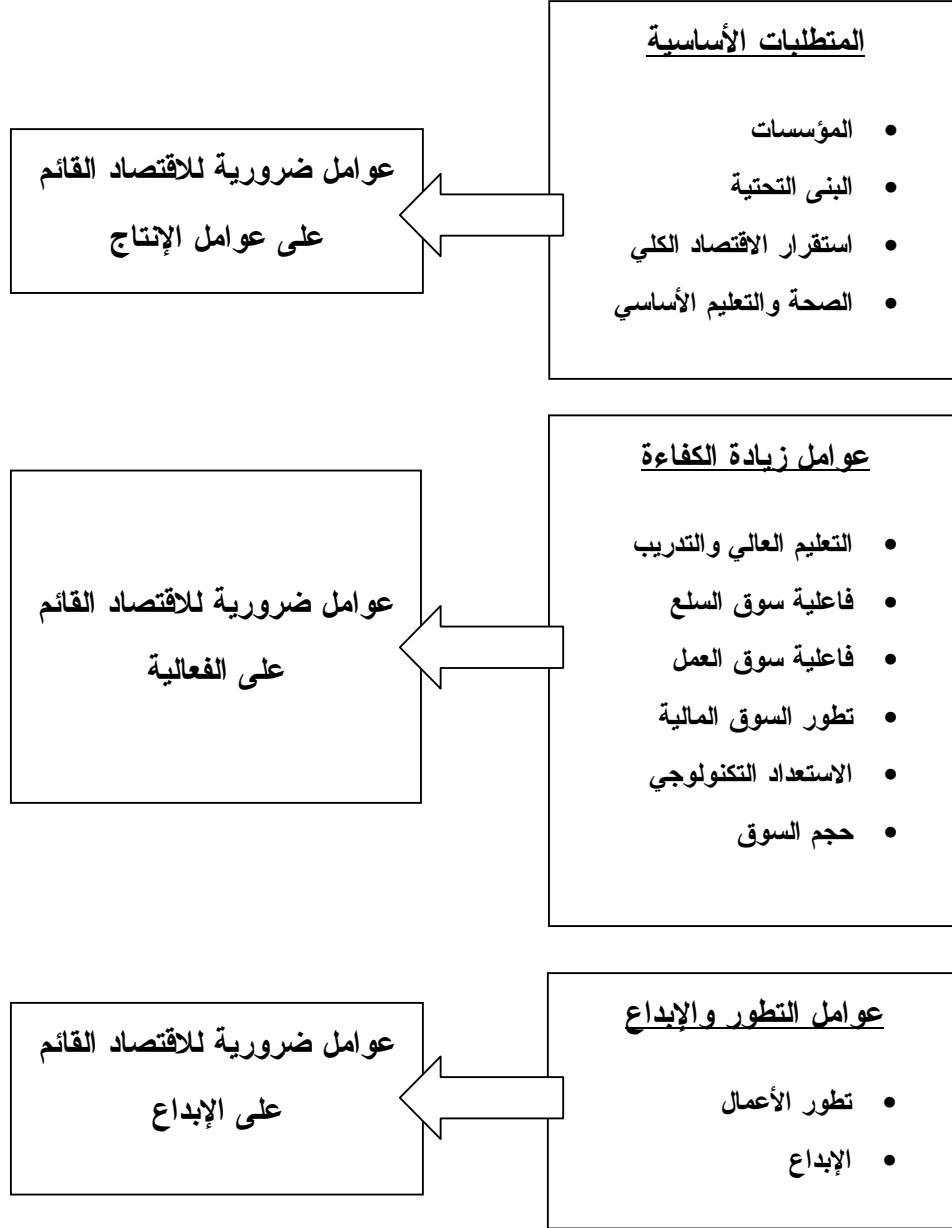 المتطلبات الأساسية
• المؤسسات
• البنى التحتية
• استقرار الاقتصاد الكلي
• الصحة والتعليم الأساسي
عوامل ضرورية للاقتصاد القائم
على عوامل الإنتاج
عوامل زيادة الكفاءة
• التعليم العالي والتدريب
• فاعلية سوق السلع
• فاعلية سوق العمل
• تطور السوق المالية
• الاستعداد التكنولوجي
• حجم السوق
عوامل ضرورية للاقتصاد القائم
على الفعالية
عوامل التطور والإبداع
• تطور الأعمال
• الإبداع
عوامل ضرورية للاقتصاد القائم
على الإبداع